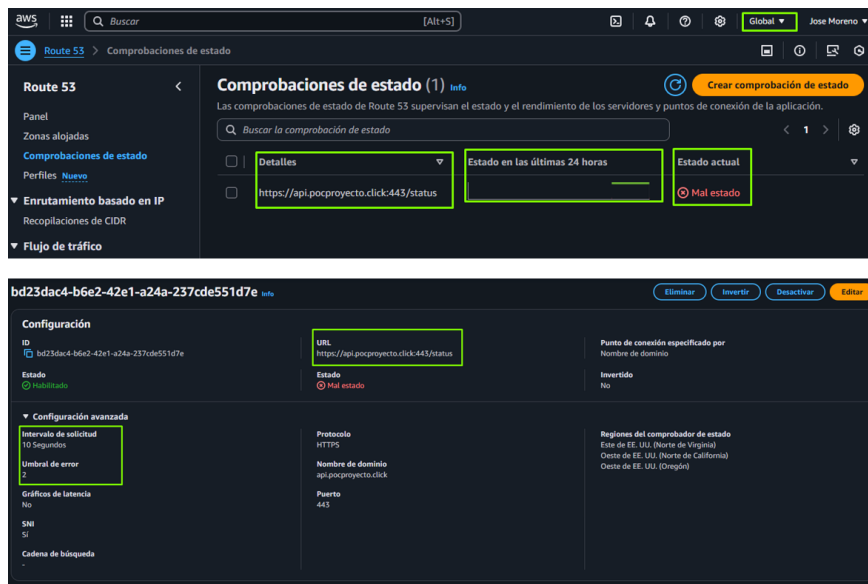 aws
Buscar [Alt+S] Global Jose Moreno
Route 53 > Comprobaciones de estado
Route 53
Panel
Zonas alojadas
Comprobaciones de estado
Perfiles Nuevo
Enrutamiento basado en IP
Recopilaciones de CIDR
Flujo de tráfico
Comprobaciones de estado (1) Info
Crear comprobación de estado
Las comprobaciones de estado de Route 53 supervisan el estado y el rendimiento de los servidores y puntos de conexión de la aplicación.
Buscar la comprobación de estado
1
Detalles Estado en las últimas 24 horas Estado actual
https://api.pocproyecto.click:443/status Mal estado
bd23dac4-b6e2-42e1-a24a-237cde551d7e Info
Eliminar Invertir Desactivar Editar
Configuración
ID
bd23dac4-b6e2-42e1-a24a-237cde551d7e
Estado
Habilitado
URL
https://api.pocproyecto.click:443/status
Estado
Mal estado
Punto de conexión especificado por
Nombre de dominio
Invertido
No
Configuración avanzada
Intervalo de solicitud
10 Segundos
Umbral de error
2
Gráficos de latencia
No
SNI
Sí
Cadena de búsqueda
-
Protocolo
HTTPS
Nombre de dominio
api.pocproyecto.click
Puerto
443
Regiones del comprobador de estado
Este de EE. UU. (Norte de Virginia)
Oeste de EE. UU. (Norte de California)
Oeste de EE. UU. (Oregón)